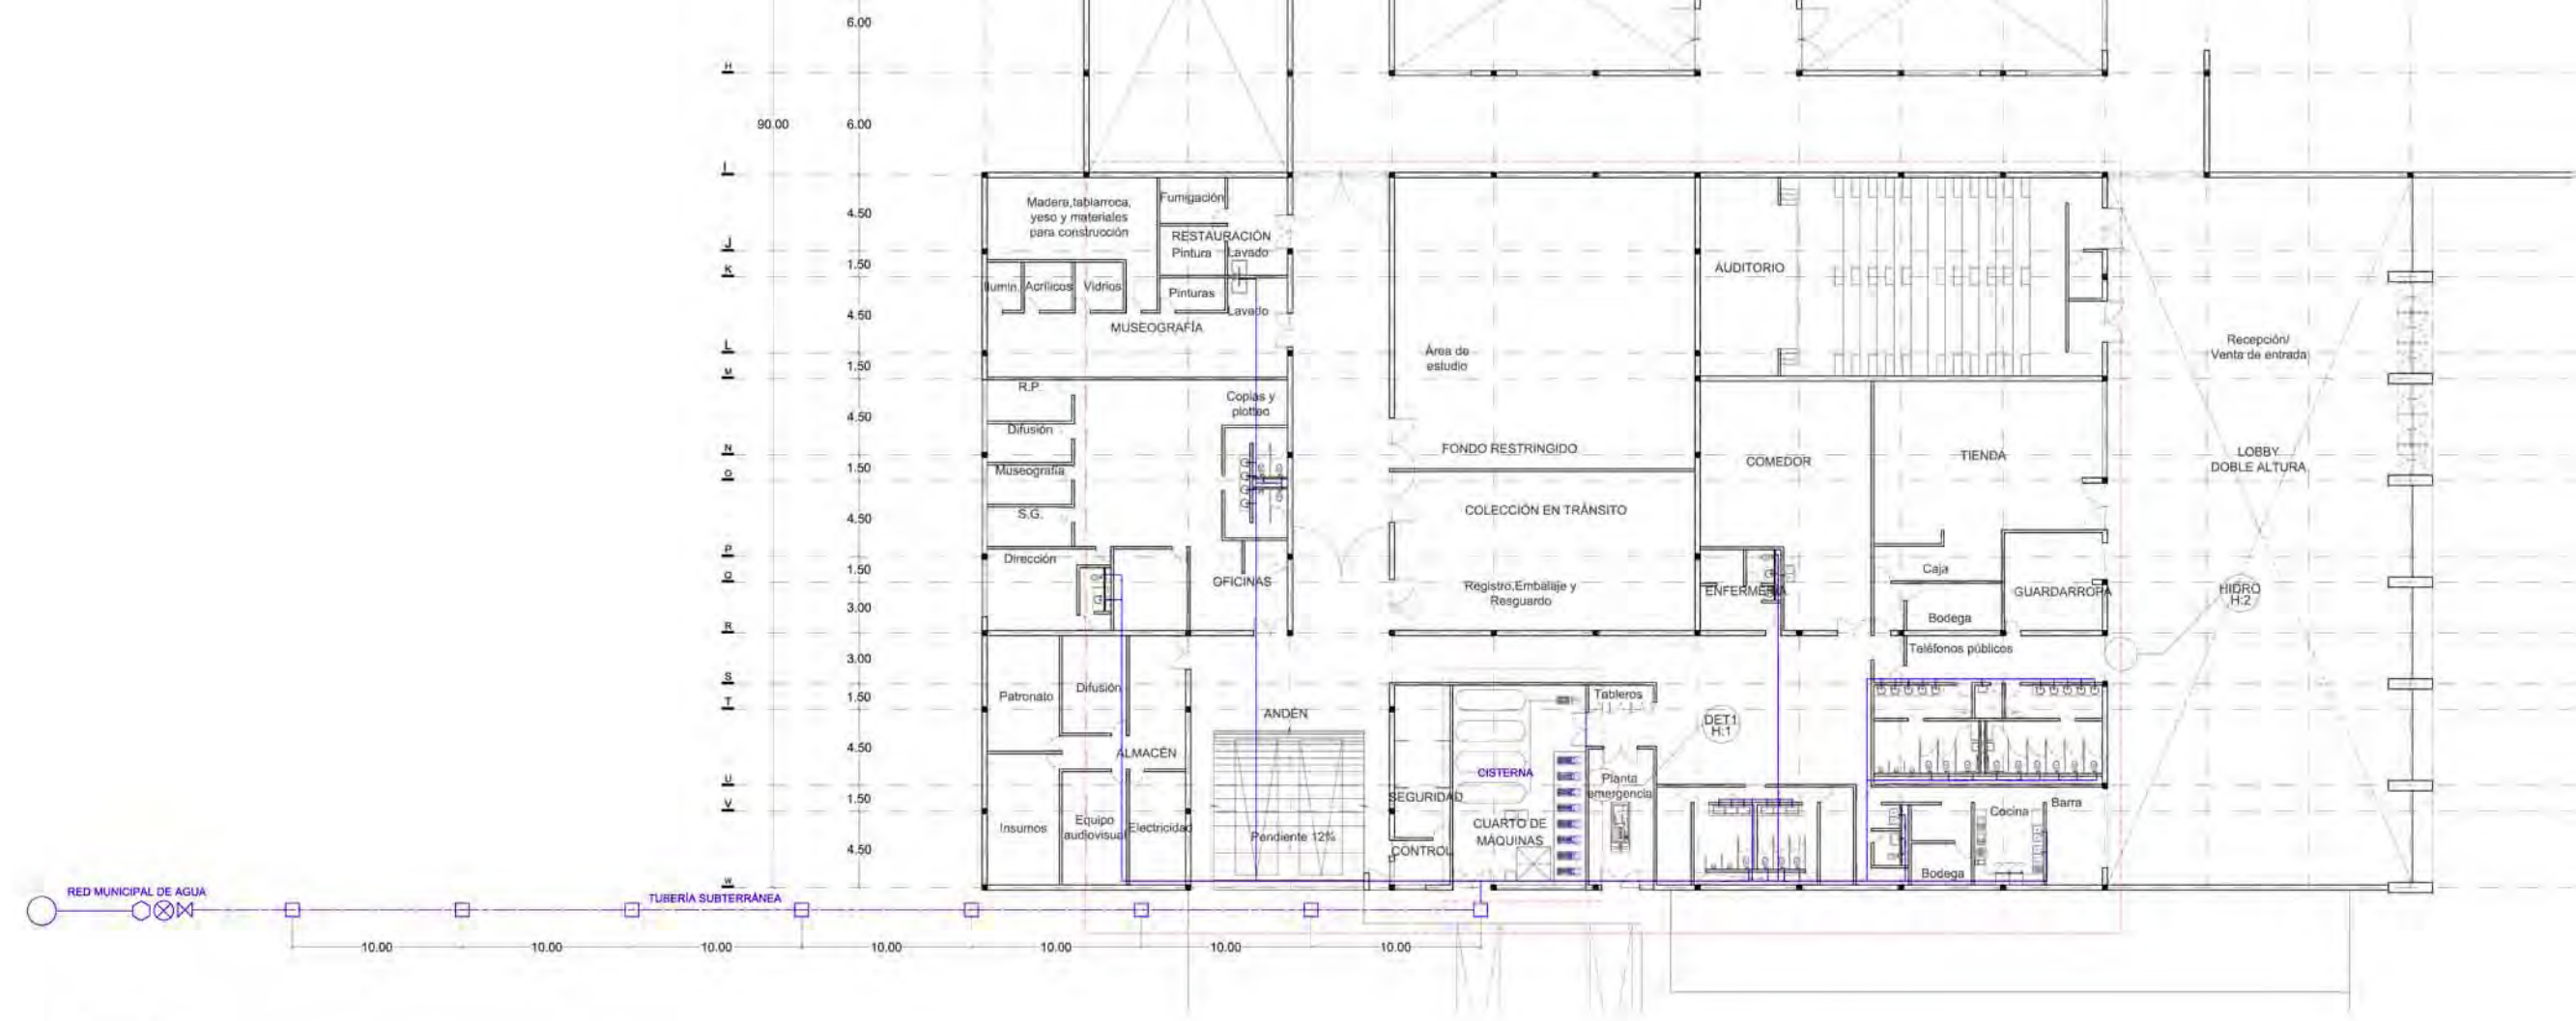 6.00
H
90.00
6.00
I
4.50
J
1.50
K
4.50
L
1.50
M
4.50
N
1.50
O
4.50
P
1.50
Q
3.00
R
3.00
S
1.50
T
4.50
U
1.50
V
4.50
W
Madera,tablarroca,
yeso y materiales
para construcción
Fumigación
RESTAURACIÓN
Pintura
Lavado
Ilumin.
Acrílicos
Vidrios
Pinturas
Lavado
MUSEOGRAFÍA
R.P.
Copias y
plotteo
Difusión
Museografía
S.G.
Dirección
OFICINAS
Patronato
Difusión
ALMACÉN
Insumos
Equipo
audiovisual
Electricidad
ANDÉN
Pendiente 12%
Área de
estudio
FONDO RESTRINGIDO
COLECCIÓN EN TRÁNSITO
Registro,Embalaje y
Resguardo
AUDITORIO
COMEDOR
TIENDA
ENFERMERÍA
Caja
GUARDARROPA
Bodega
Teléfonos públicos
Recepción/
Venta de entrada
LOBBY
DOBLE ALTURA
HIDRO
H:2
Tableros
DET1
H:1
CISTERNA
SEGURIDAD
Planta
emergencia
CUARTO DE
MÁQUINAS
CONTROL
Cocina
Barra
Bodega
RED MUNICIPAL DE AGUA
TUBERÍA SUBTERRÁNEA
10.00
10.00
10.00
10.00
10.00
10.00
10.00